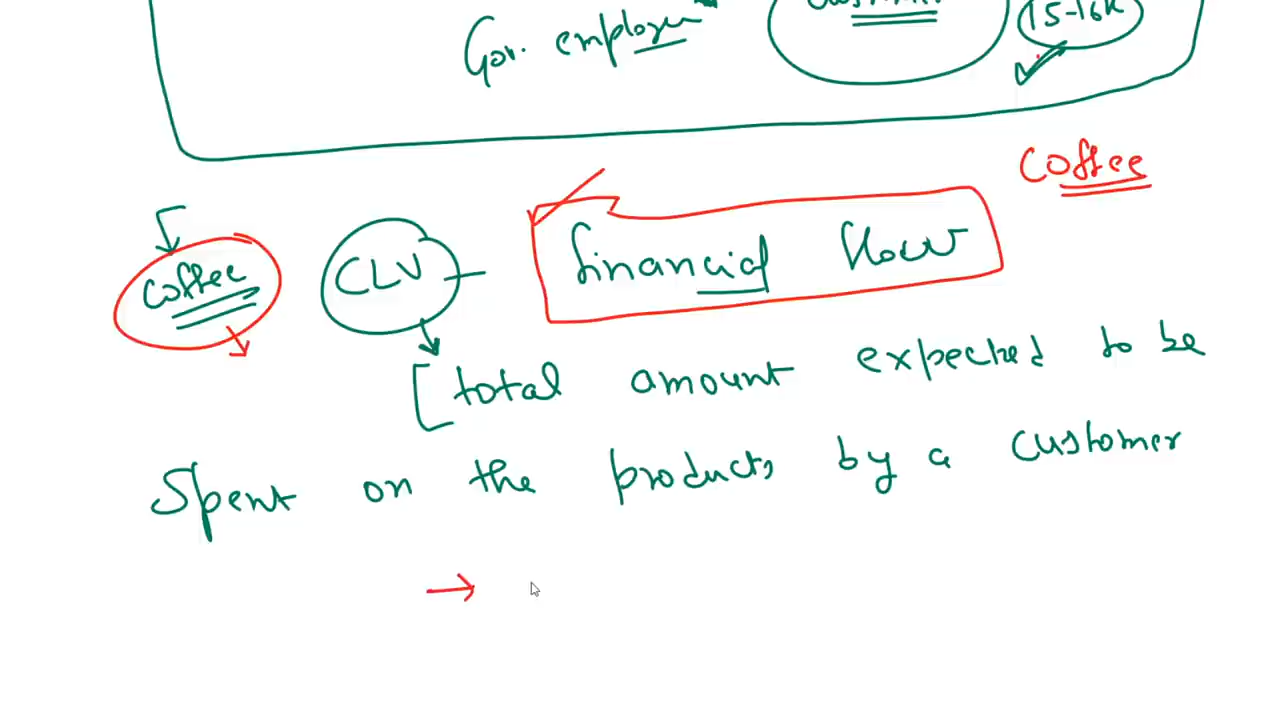 Gov. employee
15-16K
Coffee
Coffee CLV - financial flow
[total amount expected to be
Spent on the products by a customer
→